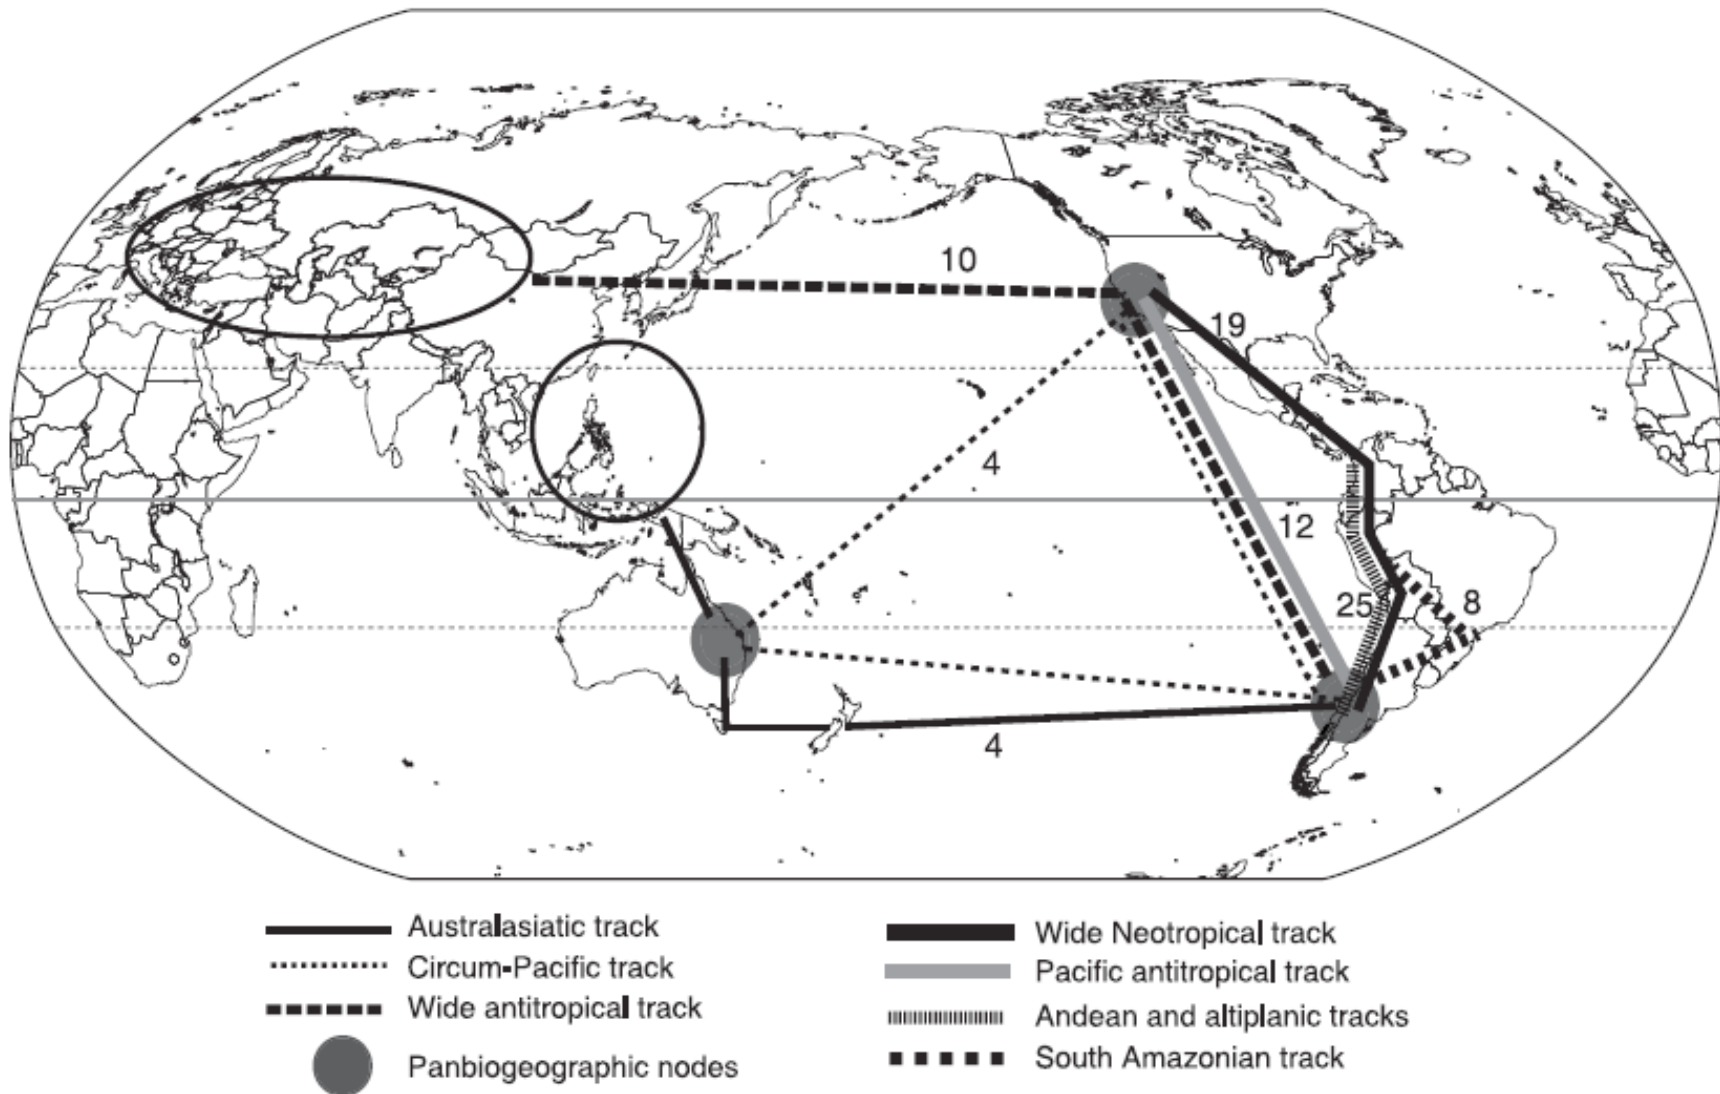 10
19
4
12
25
8
4
Australasiatic track
Circum-Pacific track
Wide antitropical track
Panbiogeographic nodes
Wide Neotropical track
Pacific antitropical track
Andean and altiplanic tracks
South Amazonian track